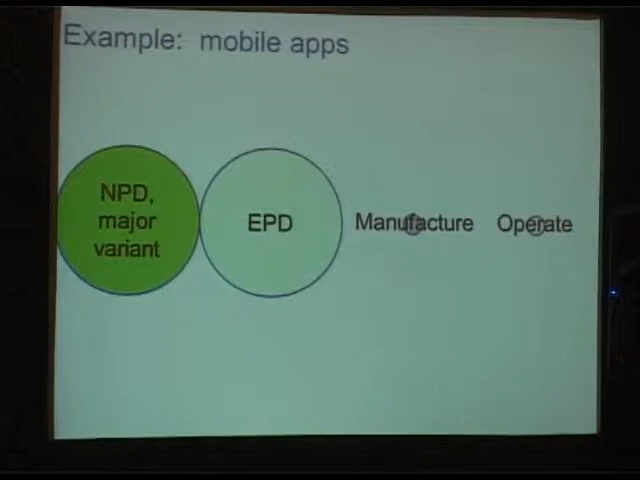 Example: mobile apps
NPD,
major
variant
EPD
Manufacture
Operate